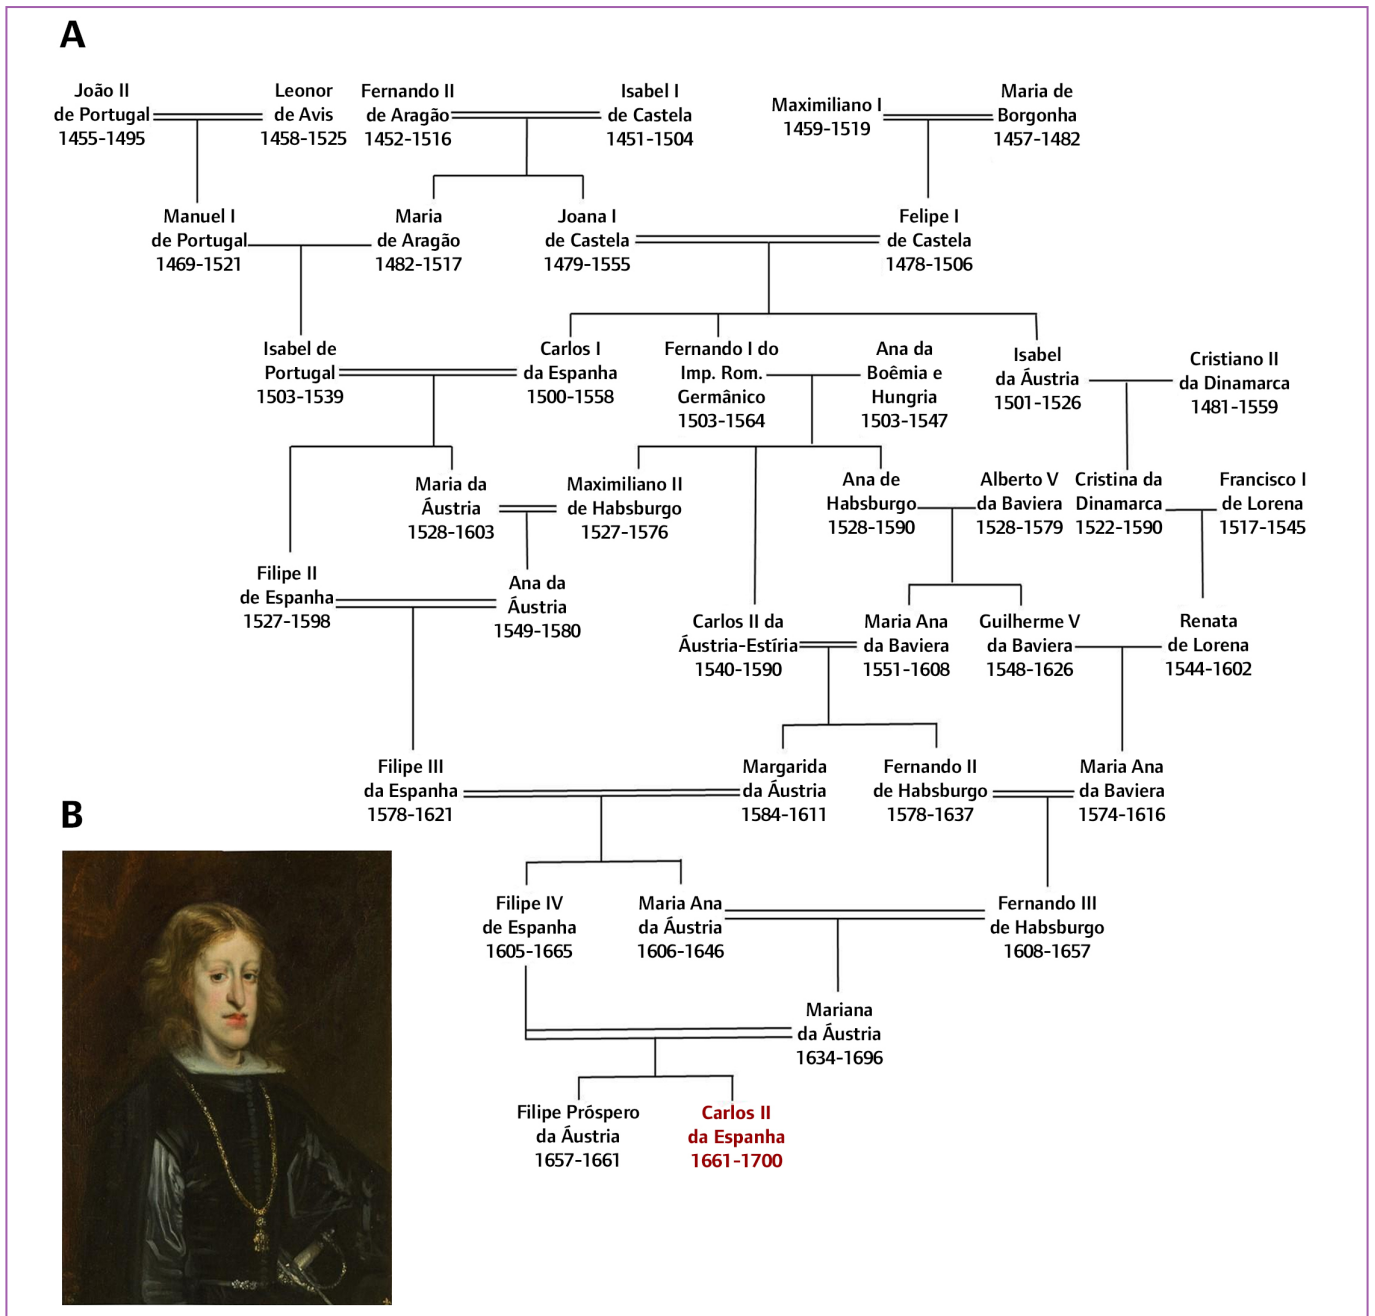 A
João II
de Portugal
1455-1495
Leonor
de Avis
1458-1525
Fernando II
de Aragão
1452-1516
Isabel I
de Castela
1451-1504
Maximiliano I
1459-1519
Maria de
Borgonha
1457-1482
Manuel I
de Portugal
1469-1521
Maria
de Aragão
1482-1517
Joana I
de Castela
1479-1555
Felipe I
de Castela
1478-1506
Isabel de
Portugal
1503-1539
Carlos I
da Espanha
1500-1558
Fernando I do
Imp. Rom.
Germânico
1503-1564
Ana da
Boêmia e
Hungria
1503-1547
Isabel
da Áustria
1501-1526
Cristiano II
da Dinamarca
1481-1559
Maria da
Áustria
1528-1603
Maximiliano II
de Habsburgo
1527-1576
Ana de
Habsburgo
1528-1590
Alberto V
da Baviera
1528-1579
Cristina da
Dinamarca
1522-1590
Francisco I
de Lorena
1517-1545
Filipe II
de Espanha
1527-1598
Ana da
Áustria
1549-1580
Carlos II da
Áustria-Estíria
1540-1590
Maria Ana
da Baviera
1551-1608
Guilherme V
da Baviera
1548-1626
Renata
de Lorena
1544-1602
Filipe III
da Espanha
1578-1621
Margarida
da Áustria
1584-1611
Fernando II
de Habsburgo
1578-1637
Maria Ana
da Baviera
1574-1616
B
Filipe IV
de Espanha
1605-1665
Maria Ana
da Áustria
1606-1646
Fernando III
de Habsburgo
1608-1657
Mariana
da Áustria
1634-1696
Filipe Próspero
da Áustria
1657-1661
Carlos II
da Espanha
1661-1700